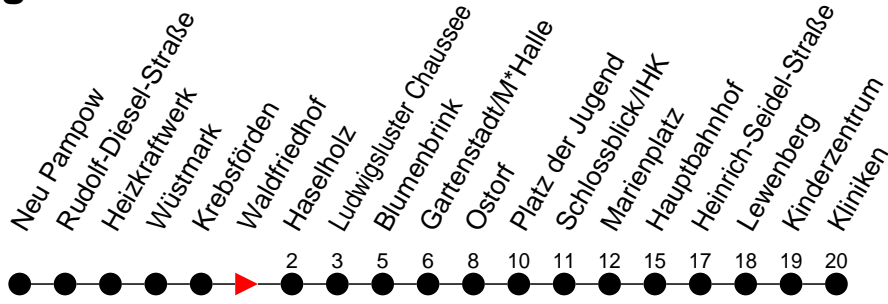 Neu Pampow
Rudolf-Diesel-Straße
Heizkraftwerk
Wüstmark
Krebsförden
Waldfriedhof
Haselholz
Ludwigsluster Chaussee
Blumenbrink
Gartenstadt/M*Halle
Ostorf
Platz der Jugend
Schlossblick/IHK
Marienplatz
Hauptbahnhof
Heinrich-Seidel-Straße
Lewenberg
Kinderzentrum
Kliniken
2 3 5 6 8 10 11 12 15 17 18 19 20